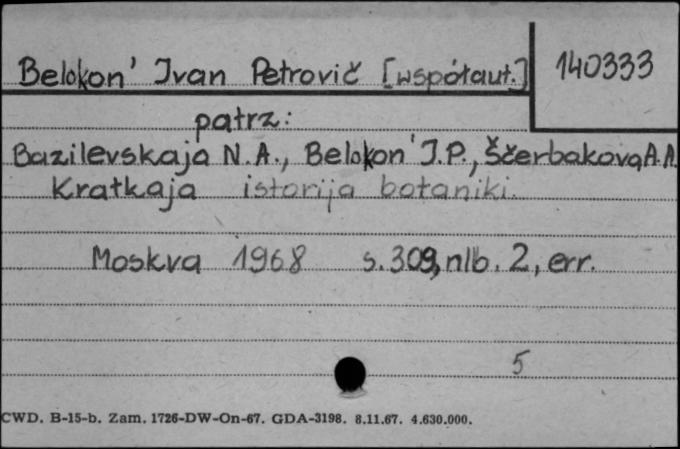 Belokon' Ivan Petrovič [współaut.]
140333
patrz:
Bazilevskaja N.A., Belokon' I.P., Ščerbakova A.A.
Kratkaja istorija botaniki.
Moskva 1968 s. 309, nlb. 2, err.
5
CWD. B-15-b. Zam. 1726-DW-On-67. GDA-3198. 8.11.67. 4.630.000.